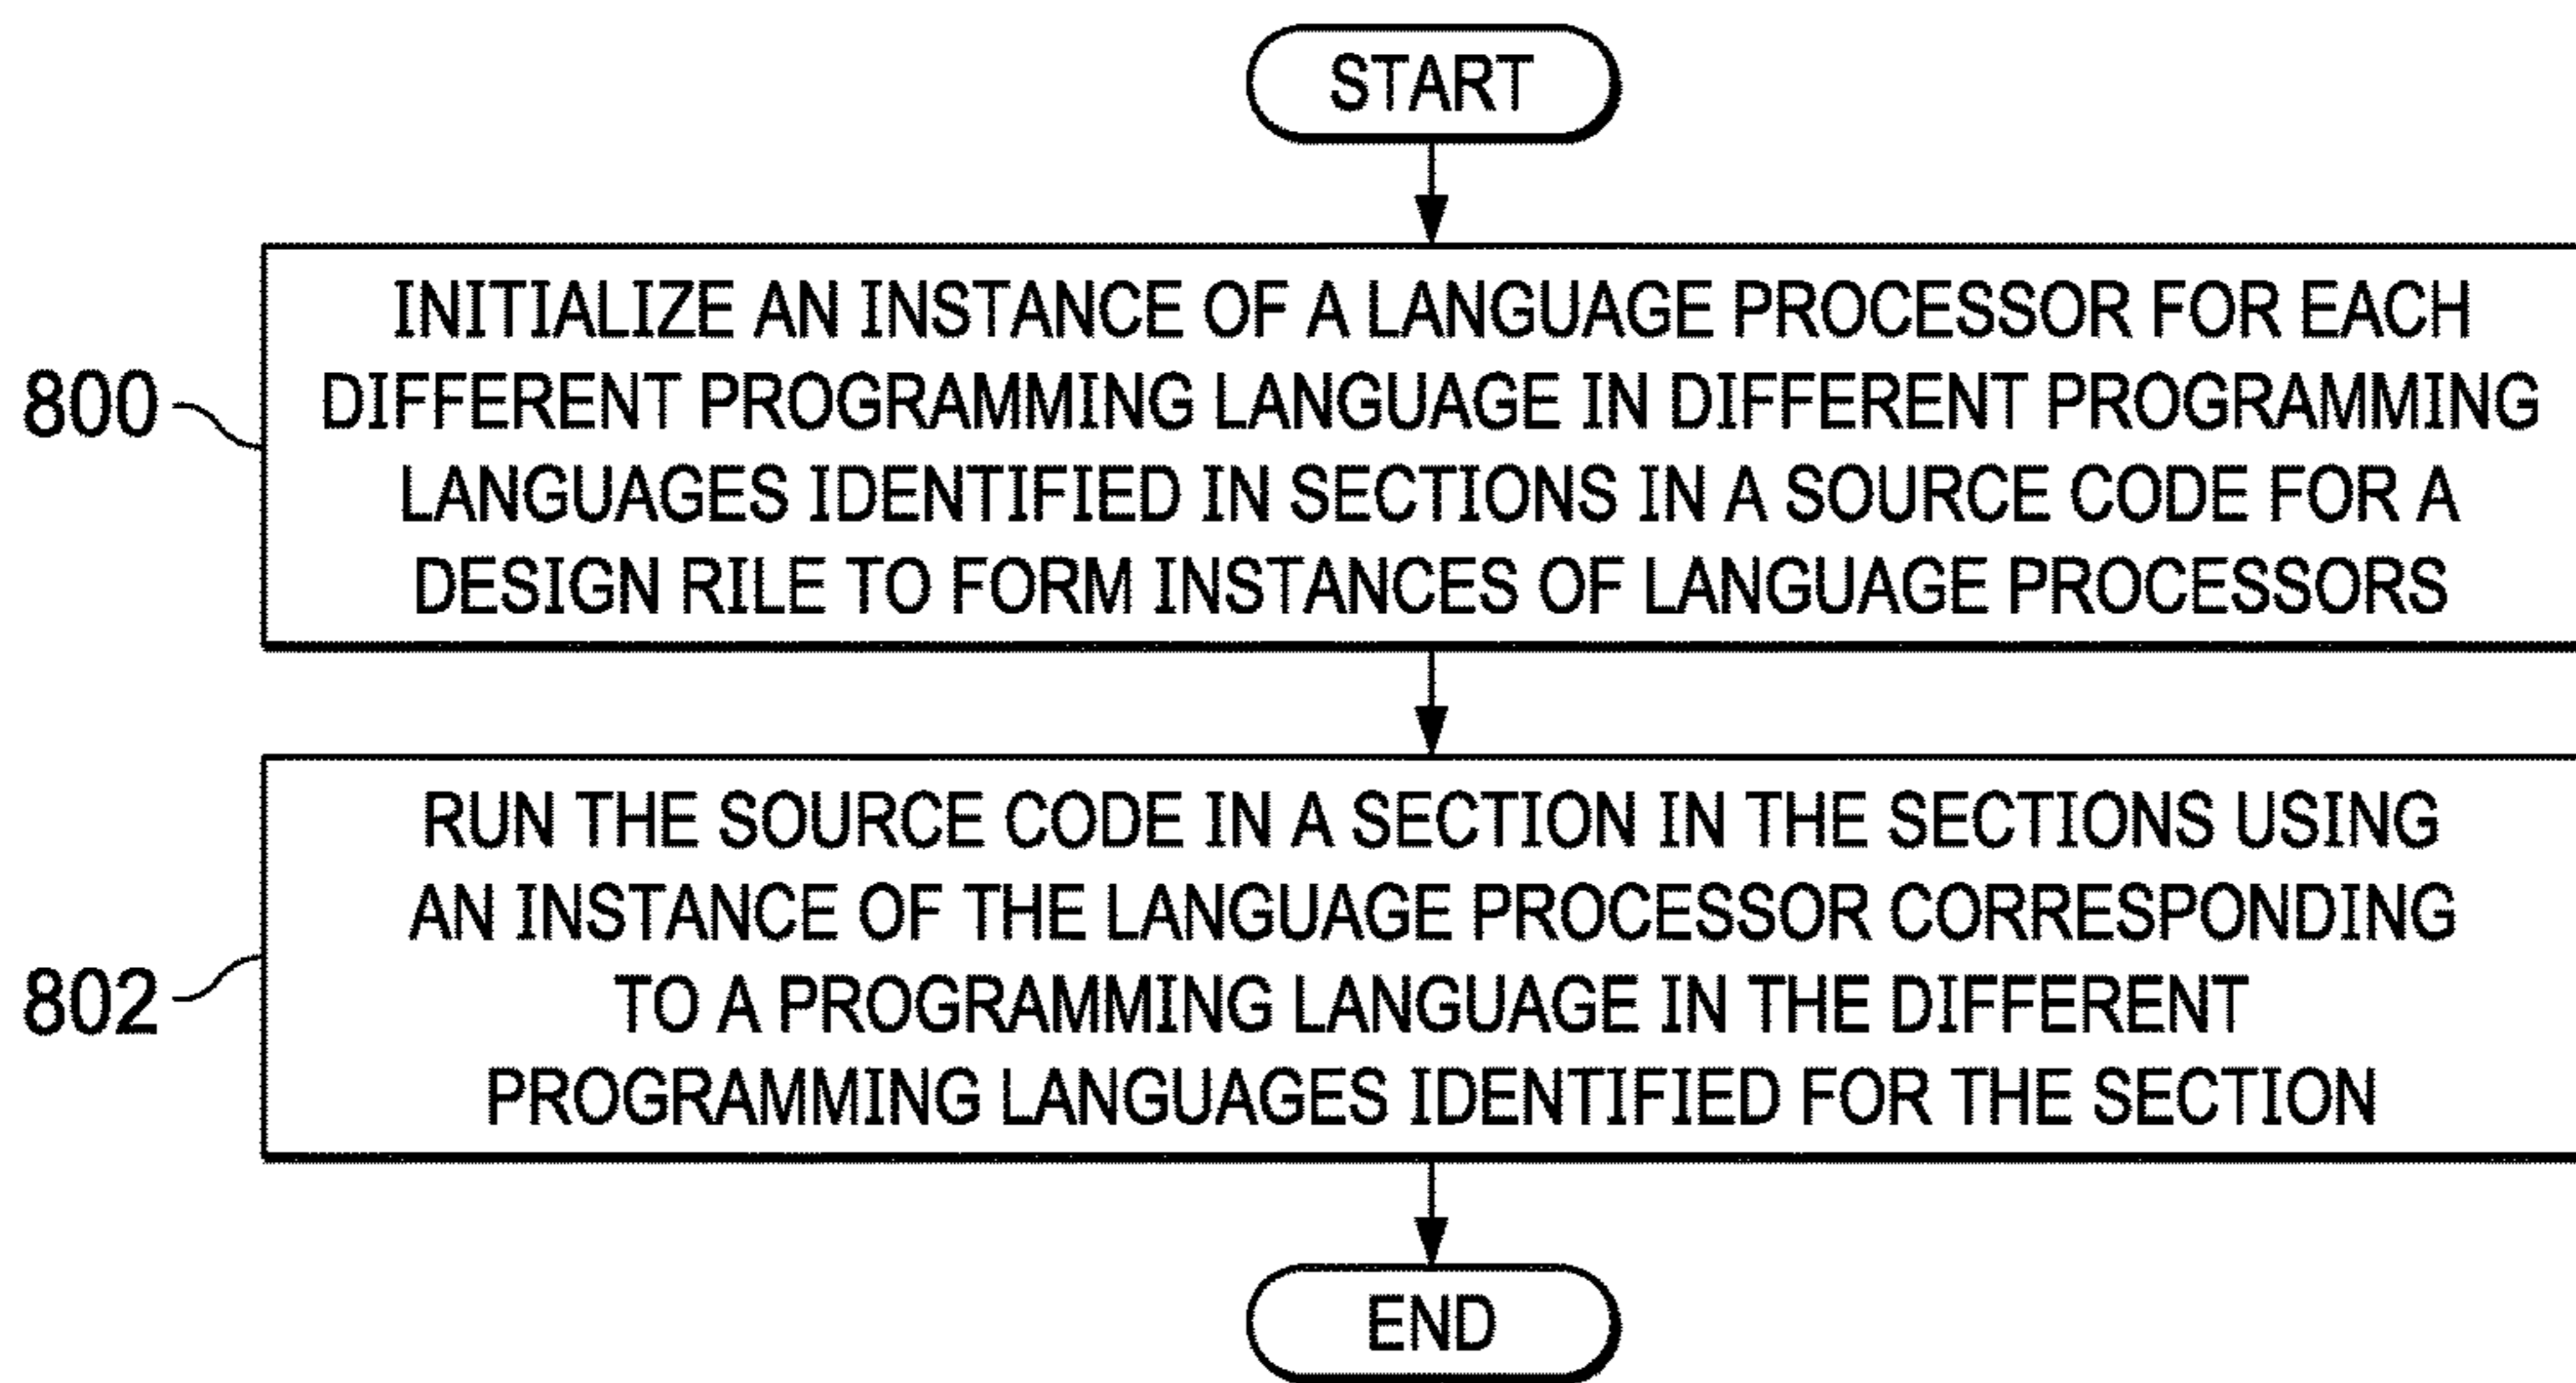 START
800
INITIALIZE AN INSTANCE OF A LANGUAGE PROCESSOR FOR EACH
DIFFERENT PROGRAMMING LANGUAGE IN DIFFERENT PROGRAMMING
LANGUAGES IDENTIFIED IN SECTIONS IN A SOURCE CODE FOR A
DESIGN RILE TO FORM INSTANCES OF LANGUAGE PROCESSORS
802
RUN THE SOURCE CODE IN A SECTION IN THE SECTIONS USING
AN INSTANCE OF THE LANGUAGE PROCESSOR CORRESPONDING
TO A PROGRAMMING LANGUAGE IN THE DIFFERENT
PROGRAMMING LANGUAGES IDENTIFIED FOR THE SECTION
END